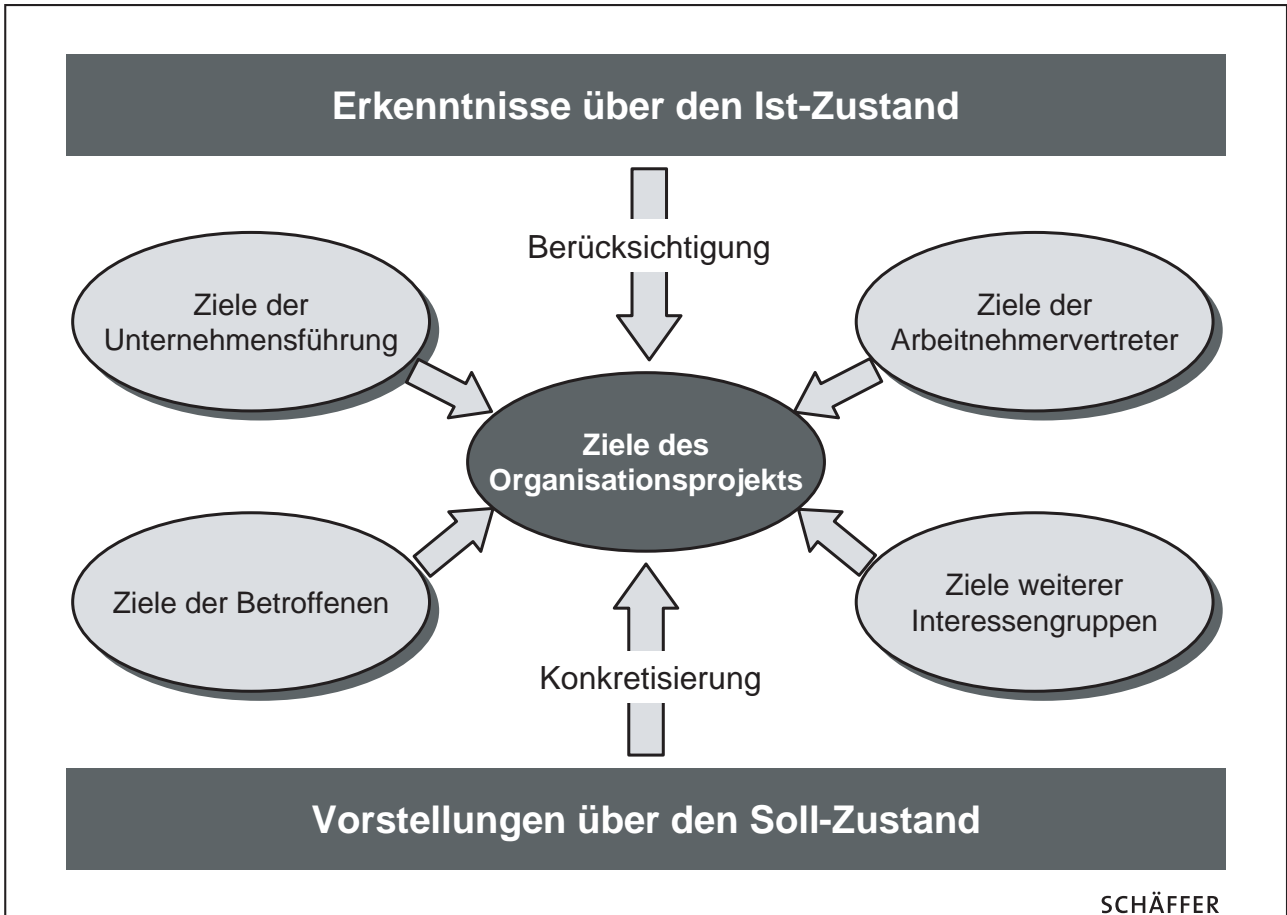 Erkenntnisse über den Ist-Zustand
Berücksichtigung
Ziele der
Unternehmensführung
Ziele der
Arbeitnehmervertreter
Ziele des
Organisationsprojekts
Ziele der Betroffenen
Ziele weiterer
Interessengruppen
Konkretisierung
Vorstellungen über den Soll-Zustand
SCHÄFFER